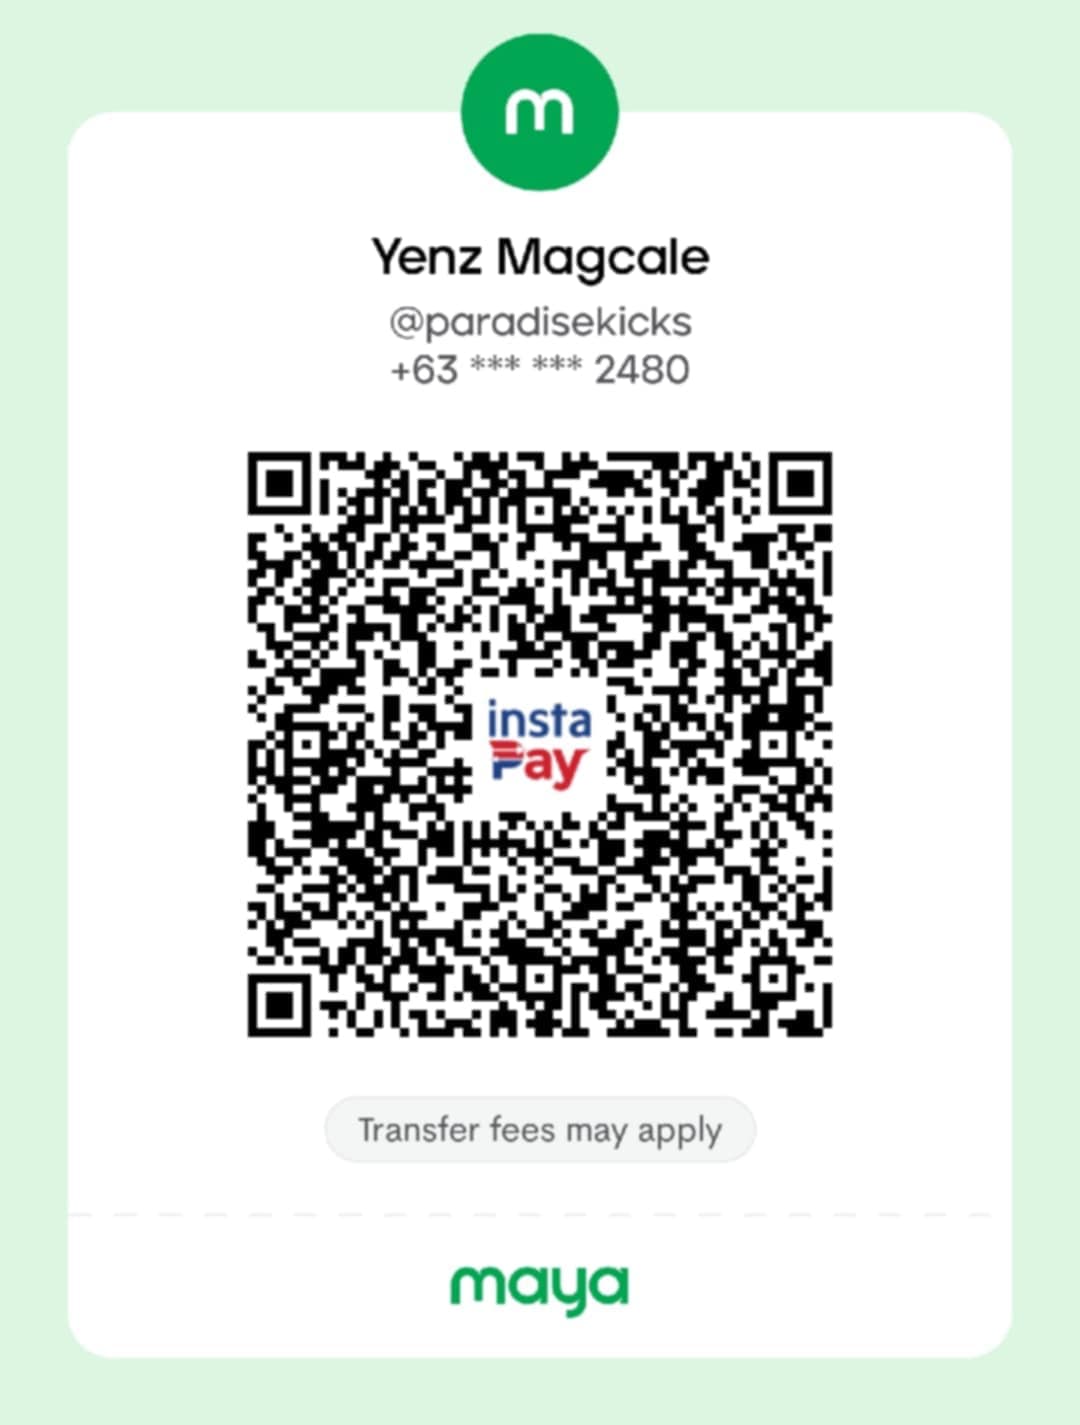 m
Yenz Magcale
@paradisekicks
+63 *** *** 2480
insta
Pay
Transfer fees may apply
maya